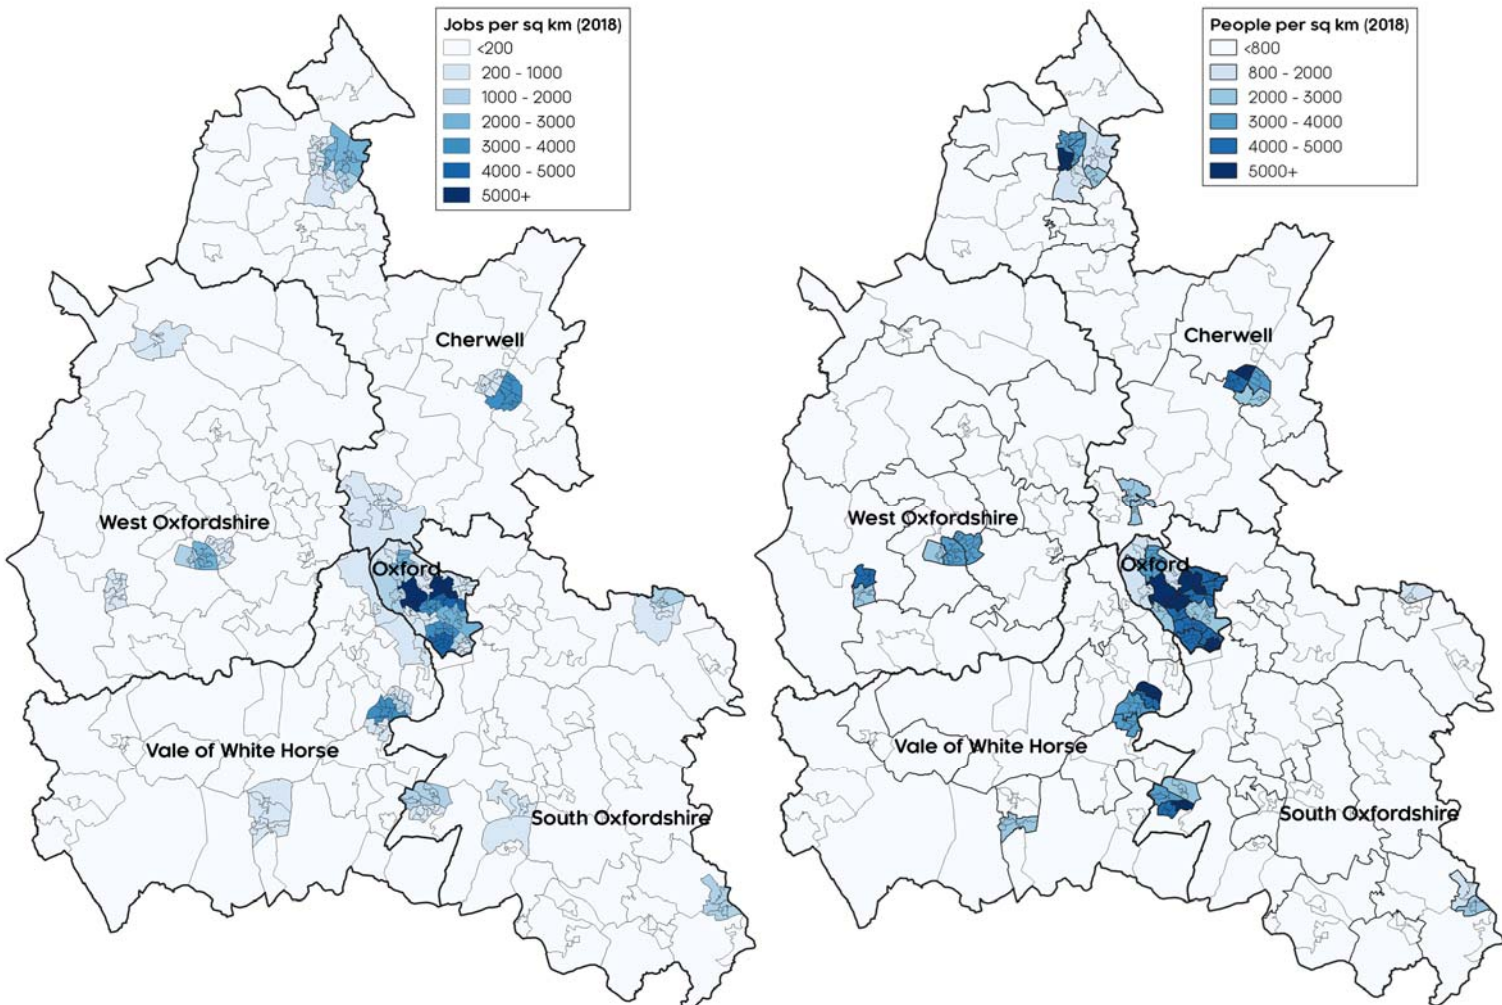 Jobs per sq km (2018)
<200
200 - 1000
1000 - 2000
2000 - 3000
3000 - 4000
4000 - 5000
5000+
Cherwell
West Oxfordshire
Oxford
Vale of White Horse
South Oxfordshire
People per sq km (2018)
<800
800 - 2000
2000 - 3000
3000 - 4000
4000 - 5000
5000+
Cherwell
West Oxfordshire
Oxford
Vale of White Horse
South Oxfordshire